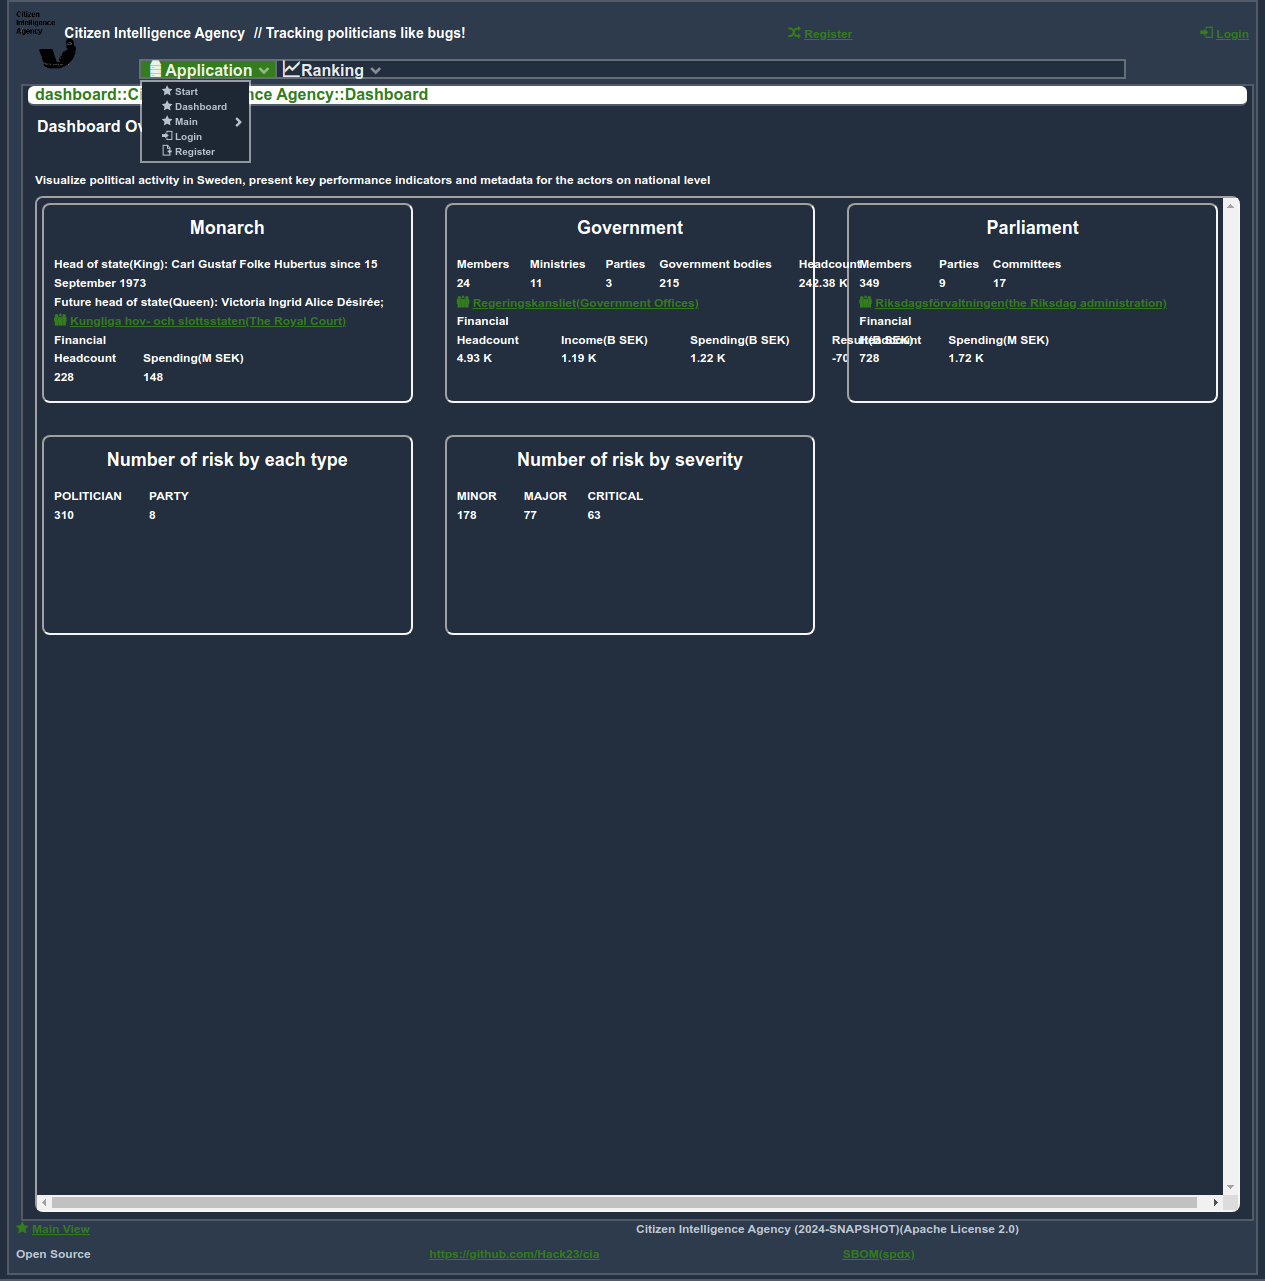 Citizen
Intelligence
Agency
Citizen Intelligence Agency // Tracking politicians like bugs!
Register
Login
Application
Ranking
dashboard::Ci
nce Agency::Dashboard
Start
Dashboard
Main
Login
Register
Dashboard Ov
Visualize political activity in Sweden, present key performance indicators and metadata for the actors on national level
Monarch
Head of state(King): Carl Gustaf Folke Hubertus since 15
September 1973
Future head of state(Queen): Victoria Ingrid Alice Désirée;
Kungliga hov- och slottsstaten(The Royal Court)
Financial
Headcount Spending(M SEK)
228 148
Government
Members Ministries Parties Government bodies Headcount
24 11 3 215 242.38 K
Regeringskansliet(Government Offices)
Financial
Headcount Income(B SEK) Spending(B SEK) Result(B SEK)
4.93 K 1.19 K 1.22 K -70
Parliament
Members Parties Committees
349 9 17
Riksdagsförvaltningen(the Riksdag administration)
Financial
Headcount Spending(M SEK)
728 1.72 K
Number of risk by each type
POLITICIAN PARTY
310 8
Number of risk by severity
MINOR MAJOR CRITICAL
178 77 63
Main View
Citizen Intelligence Agency (2024-SNAPSHOT)(Apache License 2.0)
Open Source
https://github.com/Hack23/cia
SBOM(spdx)